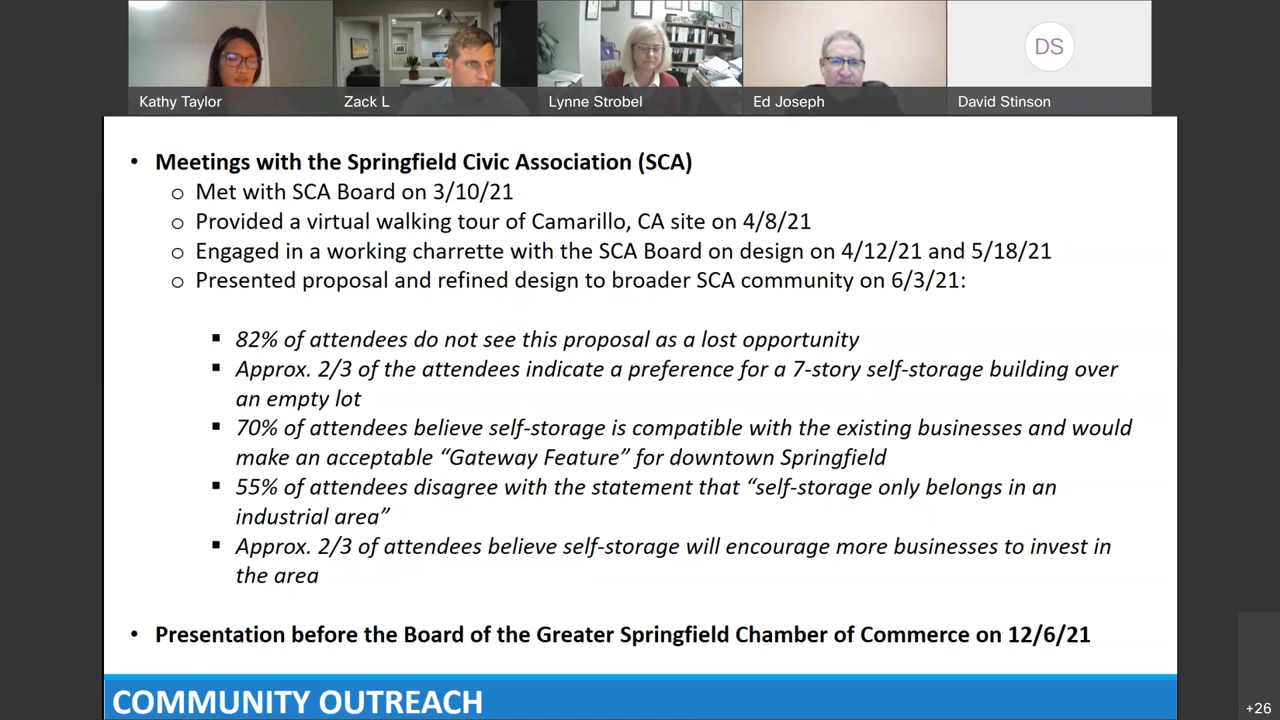 DS
Kathy Taylor
Zack L
Lynne Strobel
Ed Joseph
David Stinson
• Meetings with the Springfield Civic Association (SCA)
o Met with SCA Board on 3/10/21
o Provided a virtual walking tour of Camarillo, CA site on 4/8/21
o Engaged in a working charrette with the SCA Board on design on 4/12/21 and 5/18/21
o Presented proposal and refined design to broader SCA community on 6/3/21:
▪ 82% of attendees do not see this proposal as a lost opportunity
▪ Approx. 2/3 of the attendees indicate a preference for a 7-story self-storage building over
an empty lot
▪ 70% of attendees believe self-storage is compatible with the existing businesses and would
make an acceptable “Gateway Feature” for downtown Springfield
▪ 55% of attendees disagree with the statement that “self-storage only belongs in an
industrial area”
▪ Approx. 2/3 of attendees believe self-storage will encourage more businesses to invest in
the area
• Presentation before the Board of the Greater Springfield Chamber of Commerce on 12/6/21
COMMUNITY OUTREACH
+26